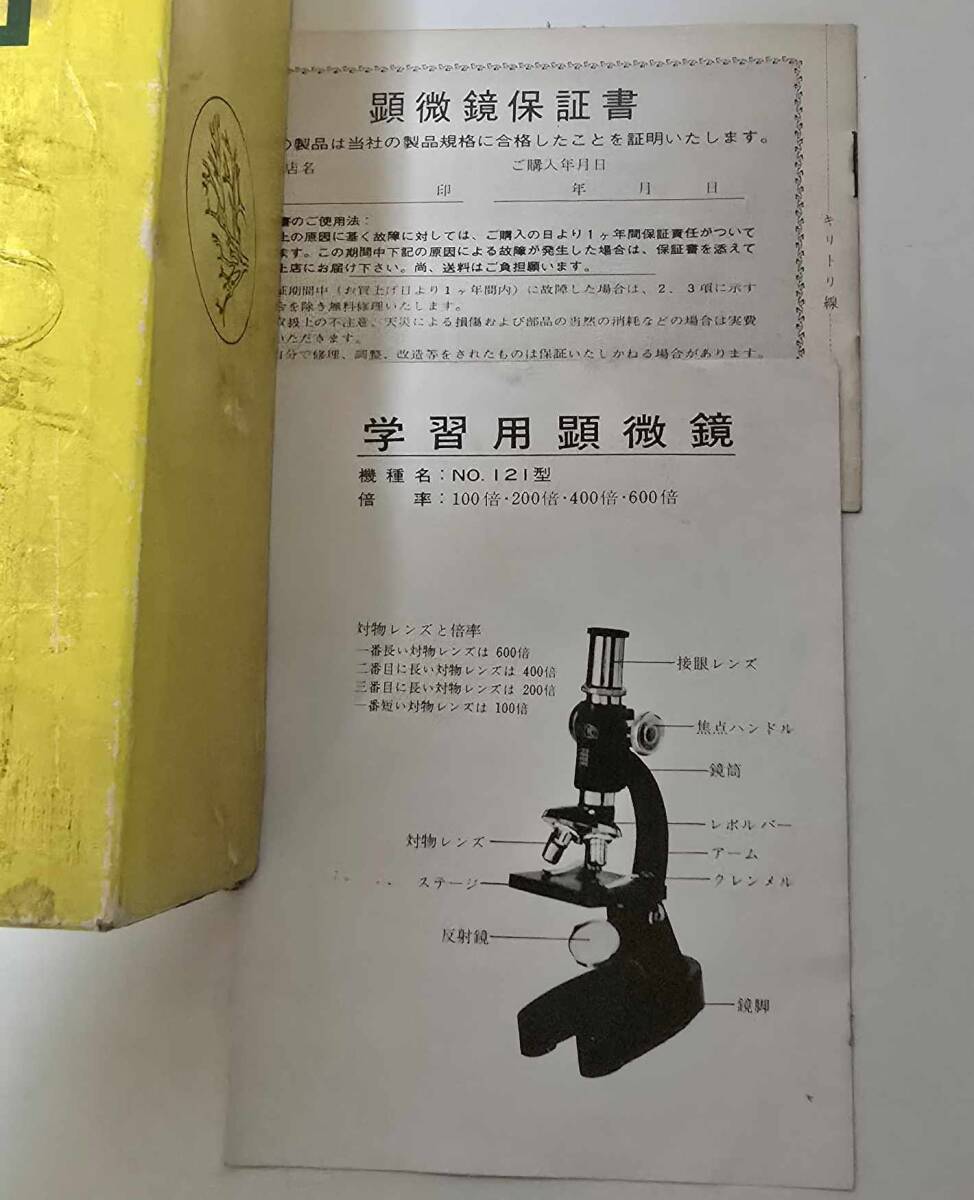 顕微鏡保証書
の製品は当社の製品規格に合格したことを証明いたします。
店名 ご購入年月日
印 年 月 日
書のご使用法：
上の原因に基く故障に対しては、ご購入の日より1ヶ年間保証責任がついて
ます。この期間中下記の原因による故障が発生した場合は、保証書を添えて
上店にお届け下さい。尚、送料はご負担願います。
証期間中（お買上げ日より1ヶ年間内）に故障した場合は、2、3項に示す
合を除き無料修理いたします。
取扱上の不注意、天災による損傷および部品の当然の消耗などの場合は実費
いただきます。
自分で修理、調整、改造等をされたものは保証いたしかねる場合があります。
キリトリ線
学習用顕微鏡
機種名：NO.121型
倍率：100倍・200倍・400倍・600倍
対物レンズと倍率
一番長い対物レンズは 600倍
二番目に長い対物レンズは 400倍
三番目に長い対物レンズは 200倍
一番短い対物レンズは 100倍
接眼レンズ
焦点ハンドル
鏡筒
レボルバー
対物レンズ
アーム
クレンメル
ステージ
反射鏡
鏡脚